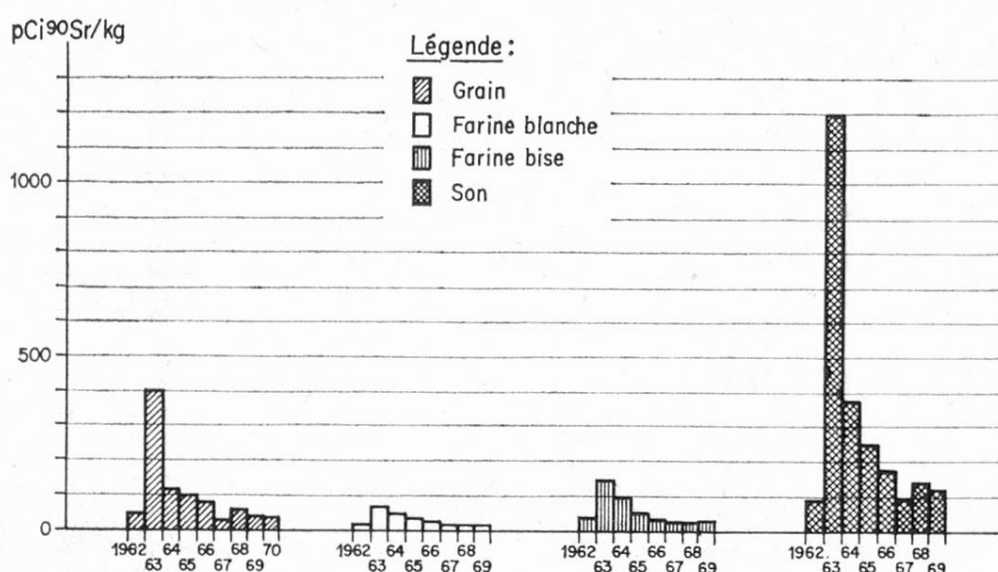 pCi⁹⁰Sr/kg
Légende:
Grain
Farine blanche
Farine bise
Son
1000
500
0
1962 64 66 68 70
63 65 67 69
1962 64 66 68
63 65 67 69
1962 64 66 68
63 65 67 69
1962. 64 66 68
63 65 67 69